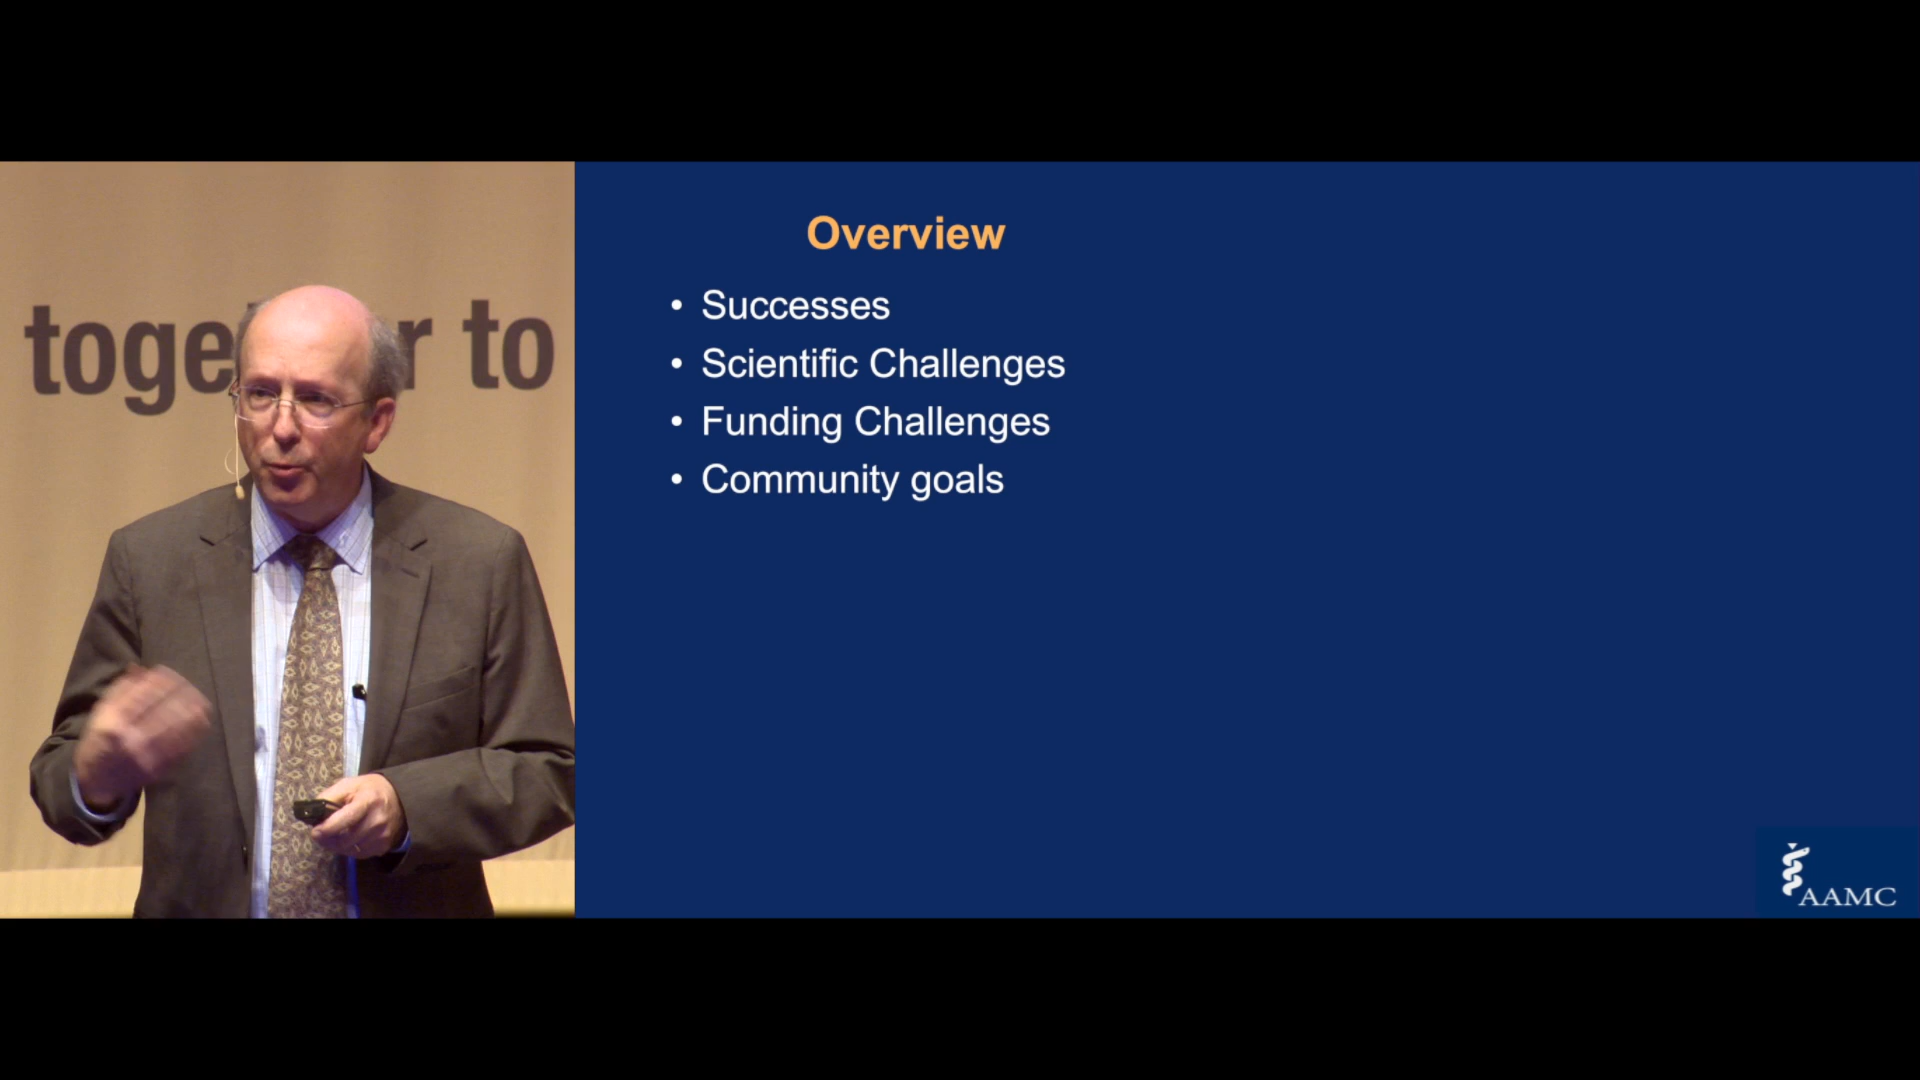 toge r to
Overview
• Successes
• Scientific Challenges
• Funding Challenges
• Community goals
AAMC